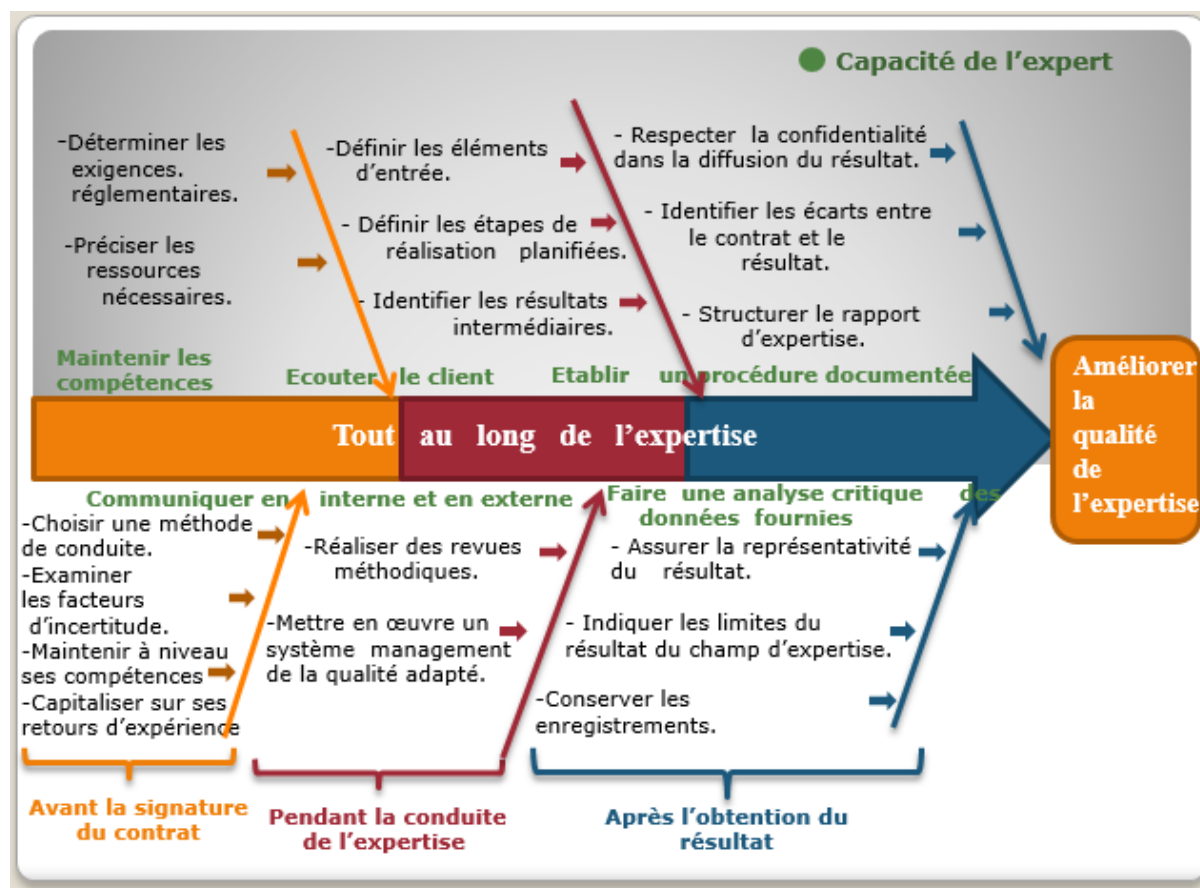 Capacité de l’expert
-Déterminer les
exigences.
réglementaires.
-Préciser les
ressources
nécessaires.
-Définir les éléments
d’entrée.
- Définir les étapes de
réalisation planifiées.
- Identifier les résultats
intermédiaires.
- Respecter la confidentialité
dans la diffusion du résultat.
- Identifier les écarts entre
le contrat et le
résultat.
- Structurer le rapport
d’expertise.
Maintenir les
compétences
Ecouter le client
Etablir un procédure documentée
Tout au long de l’expertise
Améliorer
la
qualité
de
l’expertise
Communiquer en interne et en externe
Faire une analyse critique des
données fournies
-Choisir une méthode
de conduite.
-Examiner
les facteurs
d’incertitude.
-Maintenir à niveau
ses compétences
-Capitaliser sur ses
retours d’expérience
-Réaliser des revues
méthodiques.
-Mettre en œuvre un
système management
de la qualité adapté.
- Assurer la représentativité
du résultat.
- Indiquer les limites du
résultat du champ d’expertise.
-Conserver les
enregistrements.
Avant la signature
du contrat
Pendant la conduite
de l’expertise
Après l’obtention du
résultat